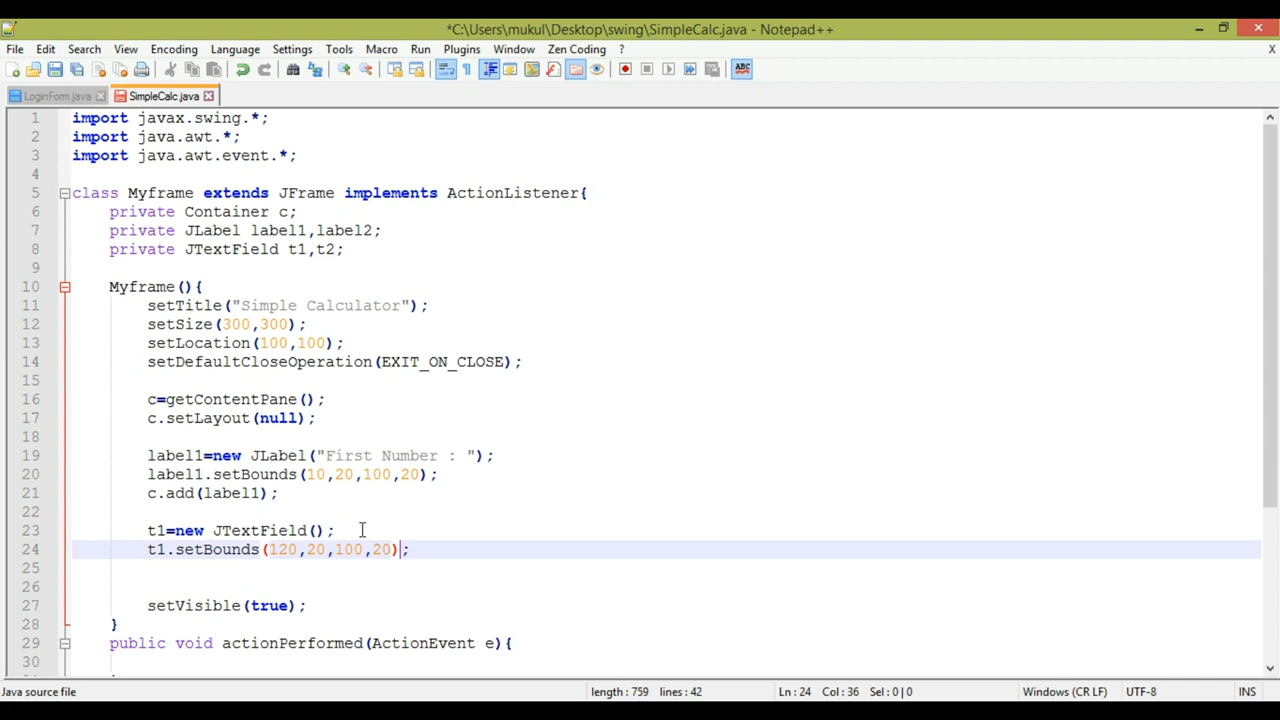 *C:\Users\mukul\Desktop\swing\SimpleCalc.java - Notepad++
File Edit Search View Encoding Language Settings Tools Macro Run Plugins Window Zen Coding ? X
ABC
LoginForm.java SimpleCalc.java
1 import javax.swing.*;
2 import java.awt.*;
3 import java.awt.event.*;
4
5 class Myframe extends JFrame implements ActionListener{
6 private Container c;
7 private JLabel label1,label2;
8 private JTextField t1,t2;
9
10 Myframe(){
11 setTitle("Simple Calculator");
12 setSize(300,300);
13 setLocation(100,100);
14 setDefaultCloseOperation(EXIT_ON_CLOSE);
15
16 c=getContentPane();
17 c.setLayout(null);
18
19 label1=new JLabel("First Number : ");
20 label1.setBounds(10,20,100,20);
21 c.add(label1);
22
23 t1=new JTextField();
24 t1.setBounds(120,20,100,20);
25
26
27 setVisible(true);
28 }
29 public void actionPerformed(ActionEvent e){
30
Java source file length : 759 lines : 42 Ln : 24 Col : 36 Sel : 0 | 0 Windows (CR LF) UTF-8 INS